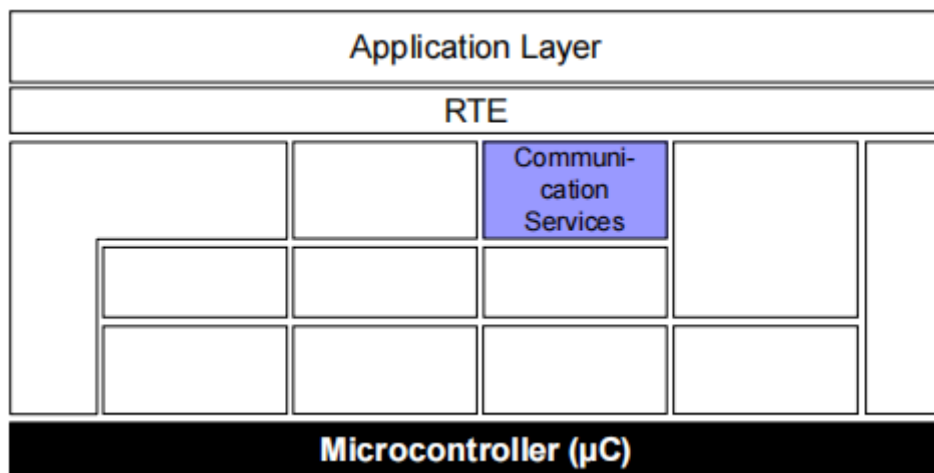 Application Layer
RTE
Communi-
cation
Services
Microcontroller (µC)